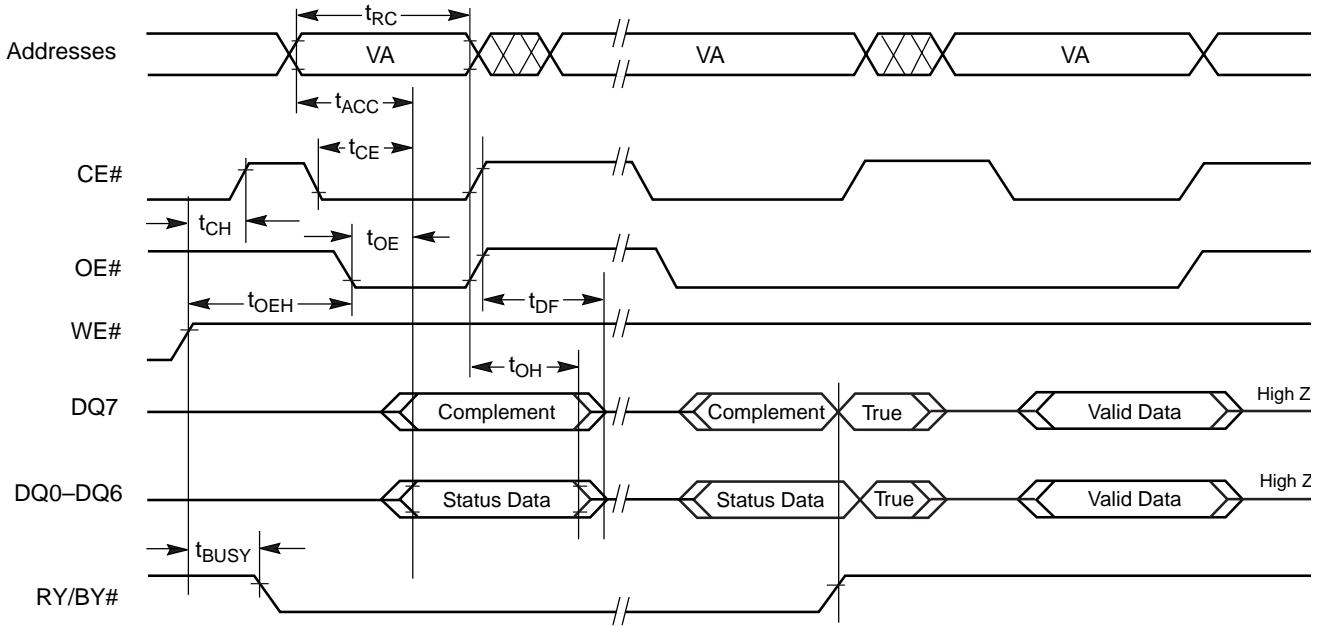 tRC
Addresses VA VA VA
tACC
tCE
CE#
tCH tOE
OE#
tOEH tDF
WE#
tOH
DQ7 Complement Complement True Valid Data High Z
DQ0–DQ6 Status Data Status Data True Valid Data High Z
tBUSY
RY/BY#